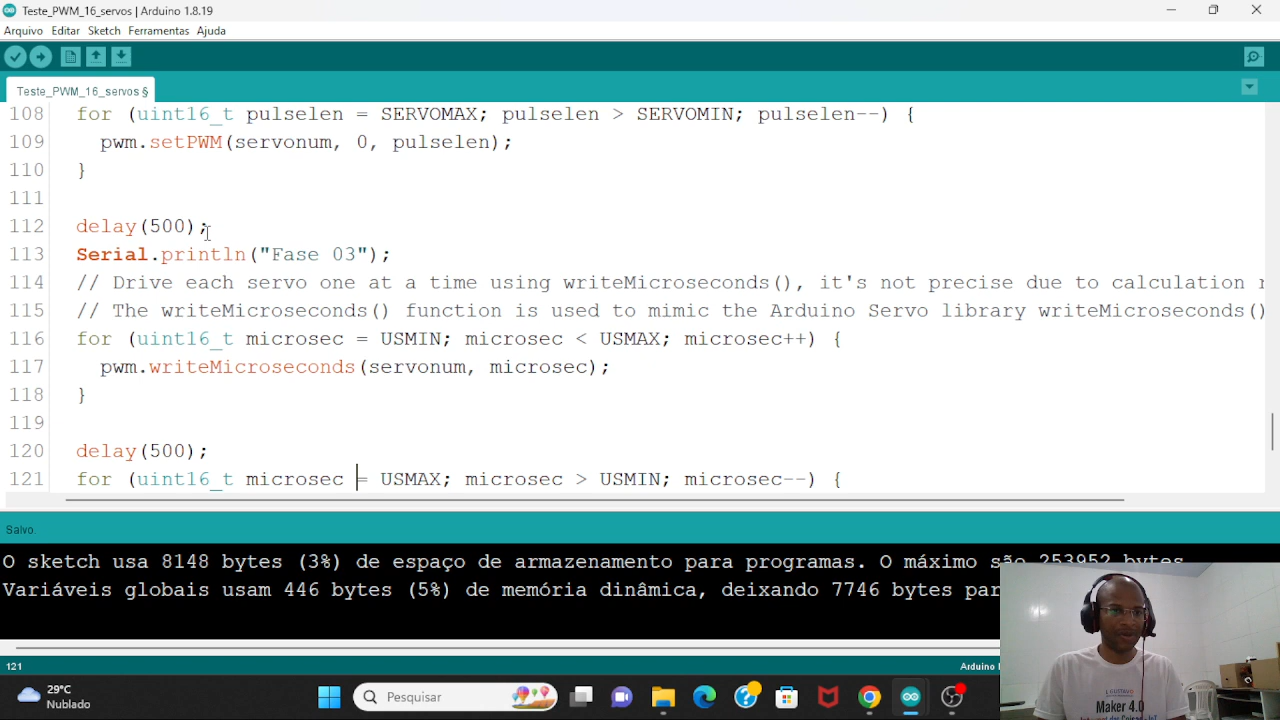 Teste_PWM_16_servos | Arduino 1.8.19
Arquivo Editar Sketch Ferramentas Ajuda
Teste_PWM_16_servos §
108 for (uint16_t pulselen = SERVOMAX; pulselen > SERVOMIN; pulselen--) {
109 pwm.setPWM(servonum, 0, pulselen);
110 }
111
112 delay(500);
113 Serial.println("Fase 03");
114 // Drive each servo one at a time using writeMicroseconds(), it's not precise due to calculation
115 // The writeMicroseconds() function is used to mimic the Arduino Servo library writeMicroseconds()
116 for (uint16_t microsec = USMIN; microsec < USMAX; microsec++) {
117 pwm.writeMicroseconds(servonum, microsec);
118 }
119
120 delay(500);
121 for (uint16_t microsec = USMAX; microsec > USMIN; microsec--) {
Salvo.
O sketch usa 8148 bytes (3%) de espaço de armazenamento para programas. O máximo são 253952 bytes
Variáveis globais usam 446 bytes (5%) de memória dinâmica, deixando 7746 bytes par
121 Arduino
29°C
Nublado
Pesquisar
Maker 4.0